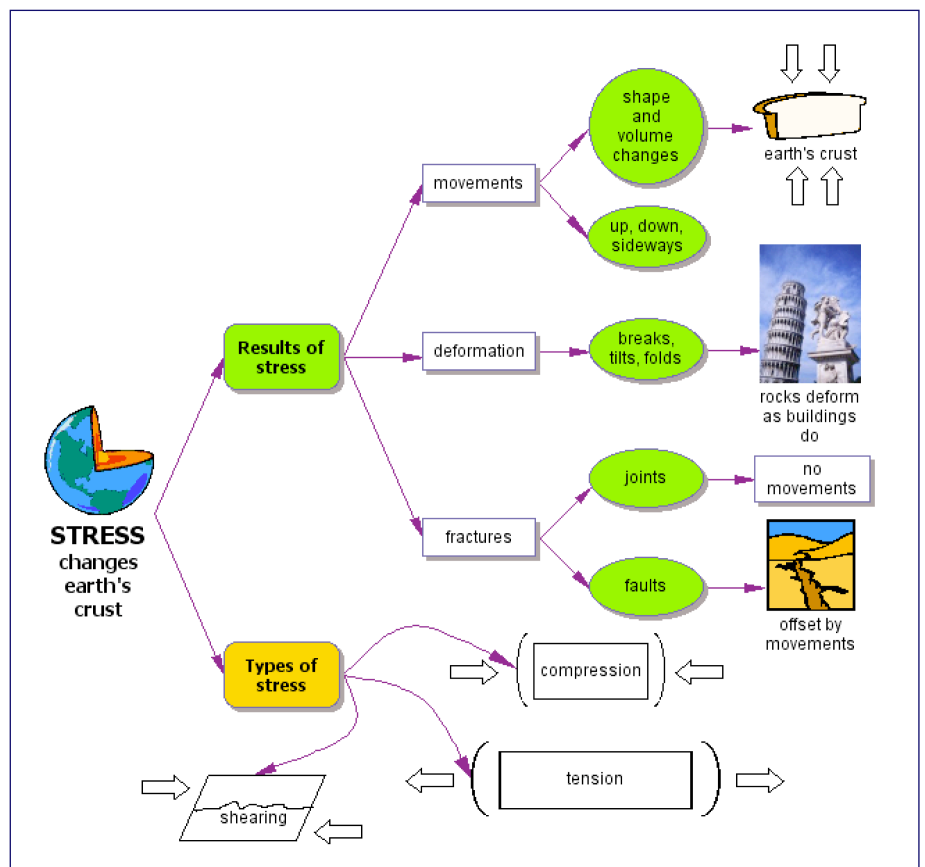 shape
and
volume
changes
earth's crust
movements
up, down,
sideways
Results of
stress
deformation
breaks,
tilts, folds
rocks deform
as buildings
do
joints
no
movements
fractures
faults
offset by
movements
STRESS
changes
earth's
crust
Types of
stress
compression
tension
shearing